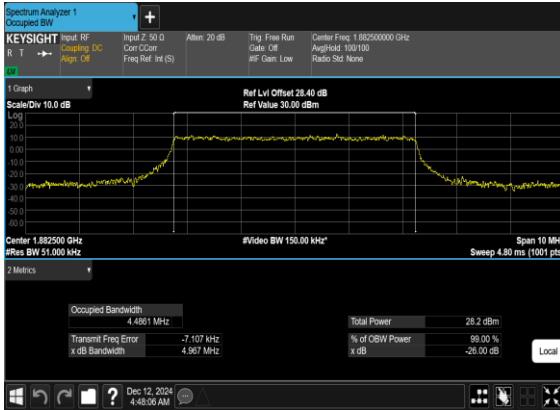 Spectrum Analyzer 1
Occupied BW
+
KEYSIGHT Input: RF Input Z: 50 Ω Atten: 20 dB Trig: Free Run Center Freq: 1.882500000 GHz
R T Coupling: DC Corr CCorr Gate: Off Avg|Hold: 100/100
Align: Off Freq Ref: Int (S) #IF Gain: Low Radio Std: None
1 Graph
Ref Lvl Offset 28.40 dB
Scale/Div 10.0 dB Ref Value 30.00 dBm
Log
20.0
10.0
0.00
-10.0
-20.0
-30.0
-40.0
-50.0
-60.0
Center 1.882500 GHz #Video BW 150.00 kHz* Span 10 MH
#Res BW 51.000 kHz Sweep 4.80 ms (1001 pts
2 Metrics
Occupied Bandwidth
4.4861 MHz Total Power 28.2 dBm
Transmit Freq Error -7.107 kHz % of OBW Power 99.00 %
x dB Bandwidth 4.967 MHz x dB -26.00 dB
Local
? Dec 12, 2024
4:48:06 AM